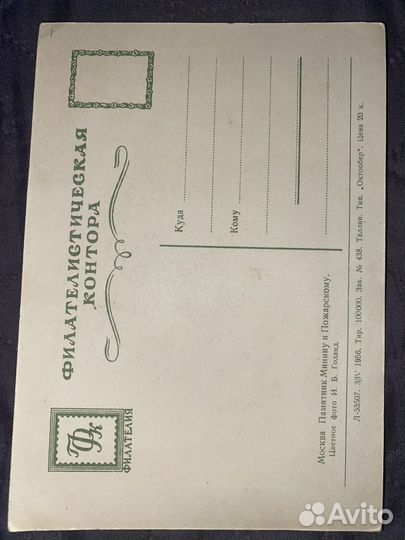 ФИЛАТЕЛИСТИЧЕСКАЯ
КОНТОРА
Фк
ФИЛАТЕЛИЯ
Куда
Кому
Москва Памятник Минину и Пожарскому.
Цветное фото И. Б. Голанд
Л-33507. 3/IV 1956. Тир. 100000. Зак. № 438. Таллин. Тип. „Октообер“. Цена 20 к.
Avito